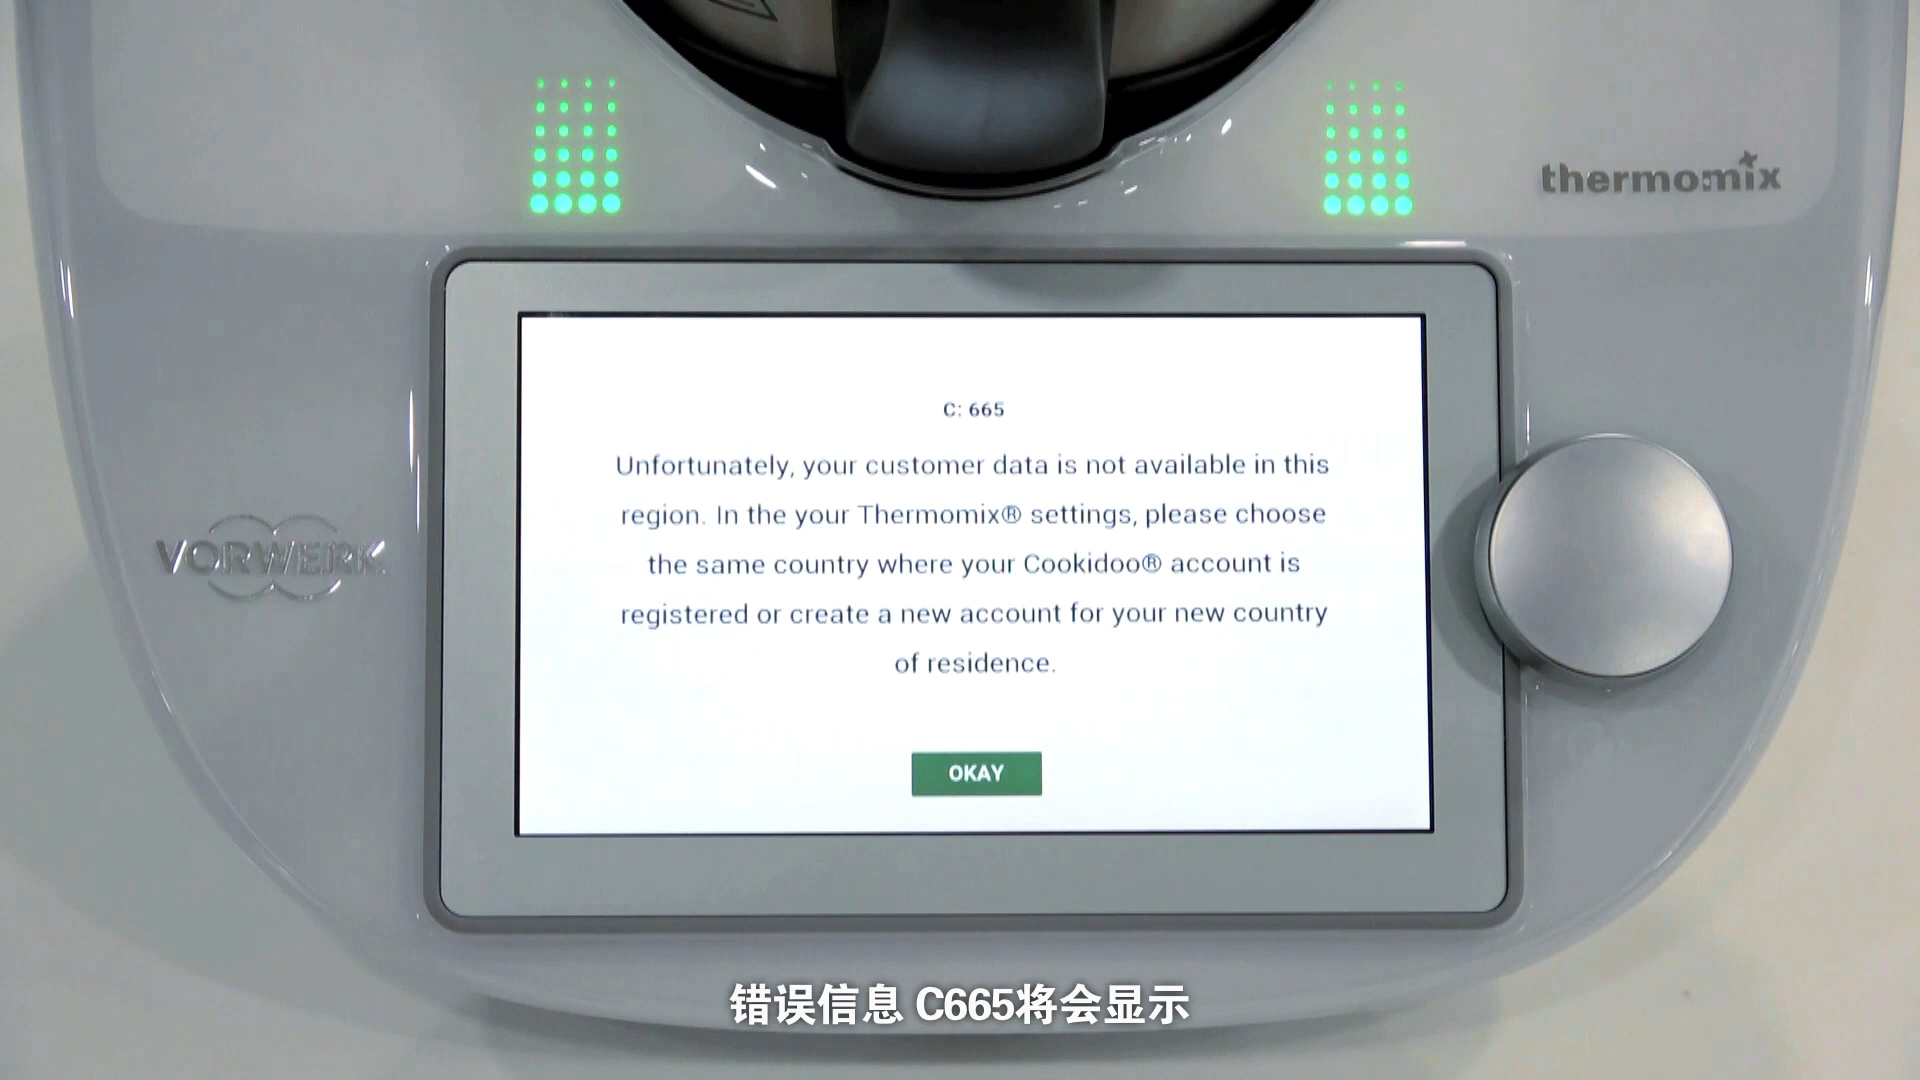 thermomix
VORWERK
C: 665
Unfortunately, your customer data is not available in this
region. In the your Thermomix® settings, please choose
the same country where your Cookidoo® account is
registered or create a new account for your new country
of residence.
OKAY
错误信息 C665将会显示